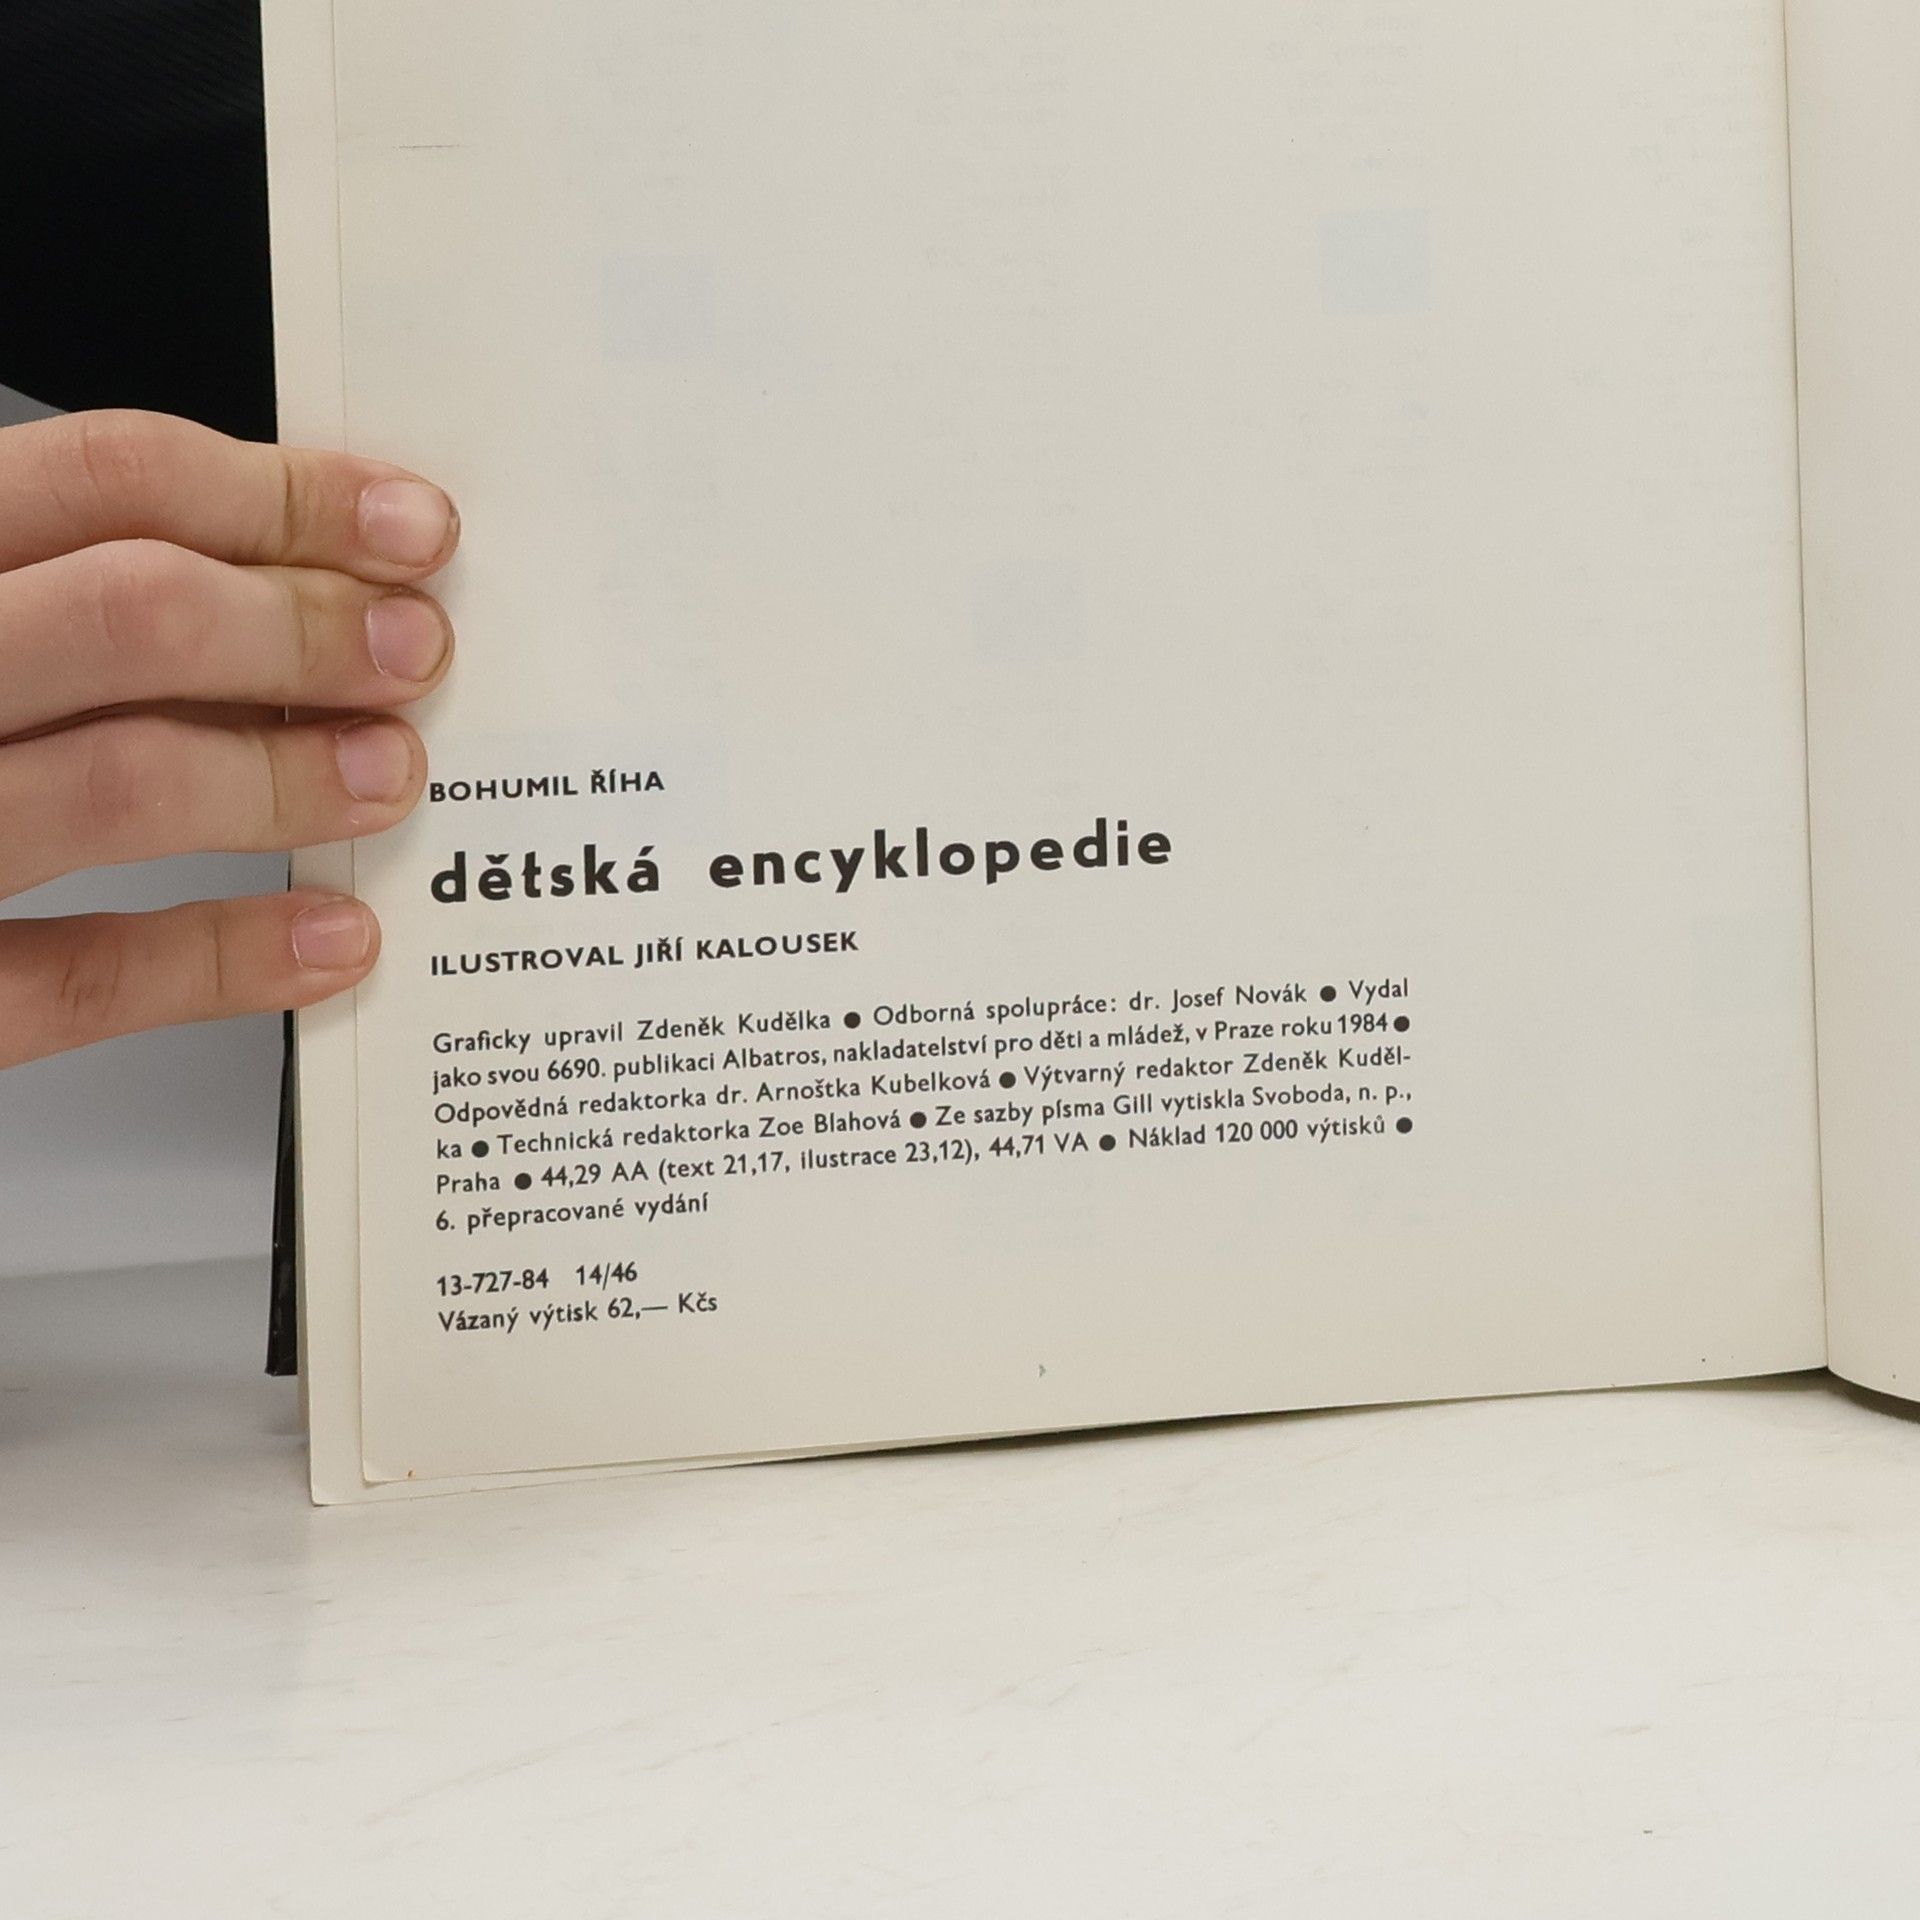 BOHUMIL ŘÍHA
dětská encyklopedie
ILUSTROVAL JIŘÍ KALOUSEK
Graficky upravil Zdeněk Kudělka ● Odborná spolupráce: dr. Josef Novák ● Vydal
jako svou 6690. publikaci Albatros, nakladatelství pro děti a mládež, v Praze roku 1984 ●
Odpovědná redaktorka dr. Arnoštka Kubelková ● Výtvarný redaktor Zdeněk Kuděl-
ka ● Technická redaktorka Zoe Blahová ● Ze sazby písma Gill vytiskla Svoboda, n. p.,
Praha ● 44,29 AA (text 21,17, ilustrace 23,12), 44,71 VA ● Náklad 120 000 výtisků ●
6. přepracované vydání
13-727-84 14/46
Vázaný výtisk 62,— Kčs